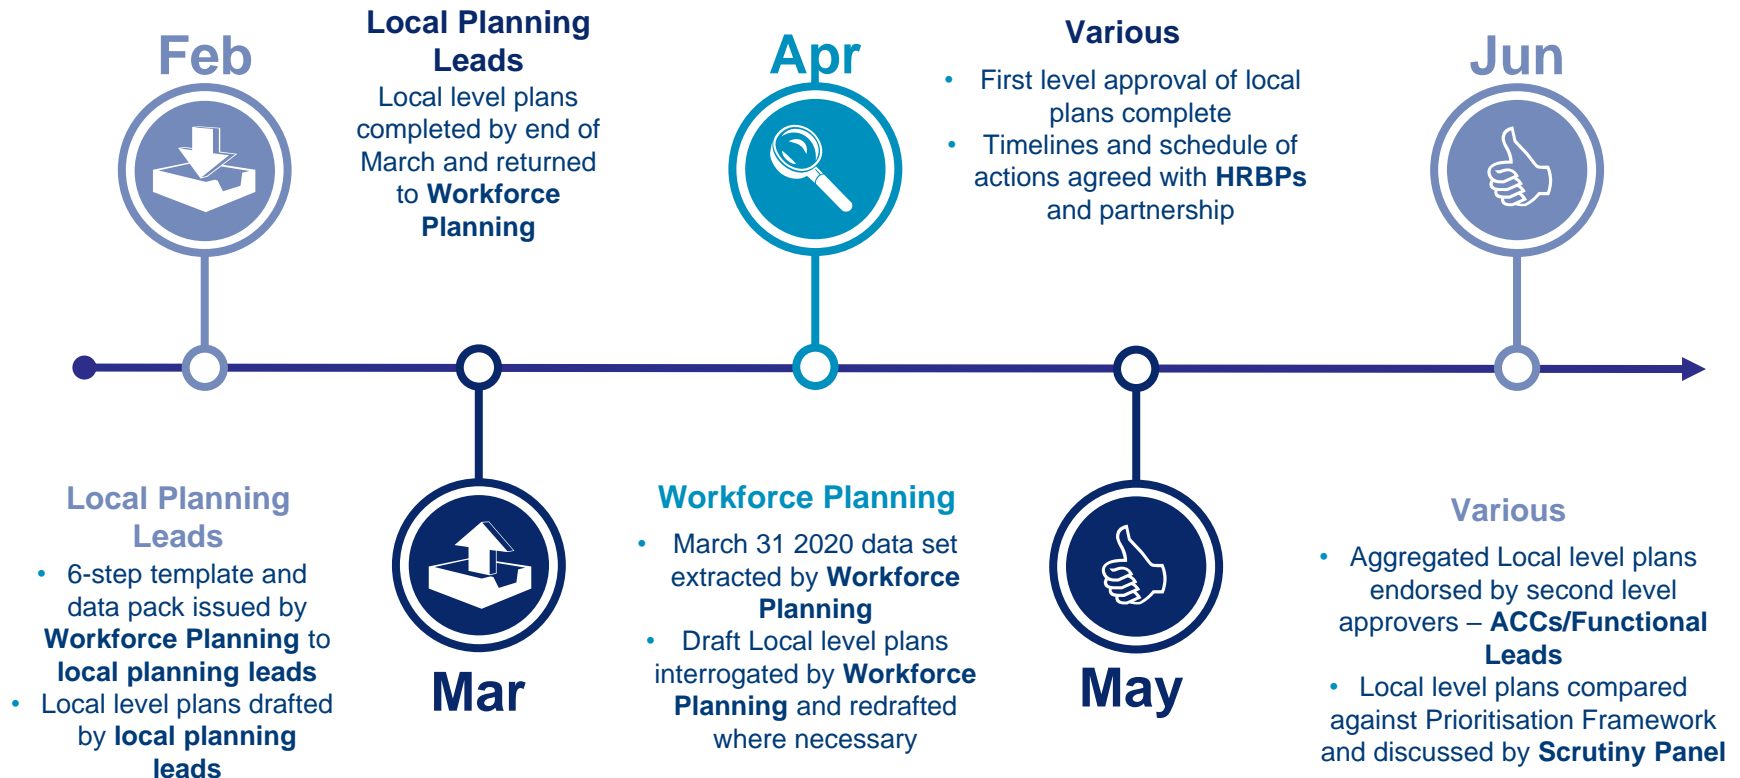 Feb
Local Planning
Leads
• 6-step template and
data pack issued by
Workforce Planning to
local planning leads
• Local level plans drafted
by local planning
leads
Local Planning
Leads
Local level plans
completed by end of
March and returned
to Workforce
Planning
Mar
Apr
Workforce Planning
• March 31 2020 data set
extracted by Workforce
Planning
• Draft Local level plans
interrogated by Workforce
Planning and redrafted
where necessary
Various
• First level approval of local
plans complete
• Timelines and schedule of
actions agreed with HRBPs
and partnership
May
Jun
Various
• Aggregated Local level plans
endorsed by second level
approvers – ACCs/Functional
Leads
• Local level plans compared
against Prioritisation Framework
and discussed by Scrutiny Panel